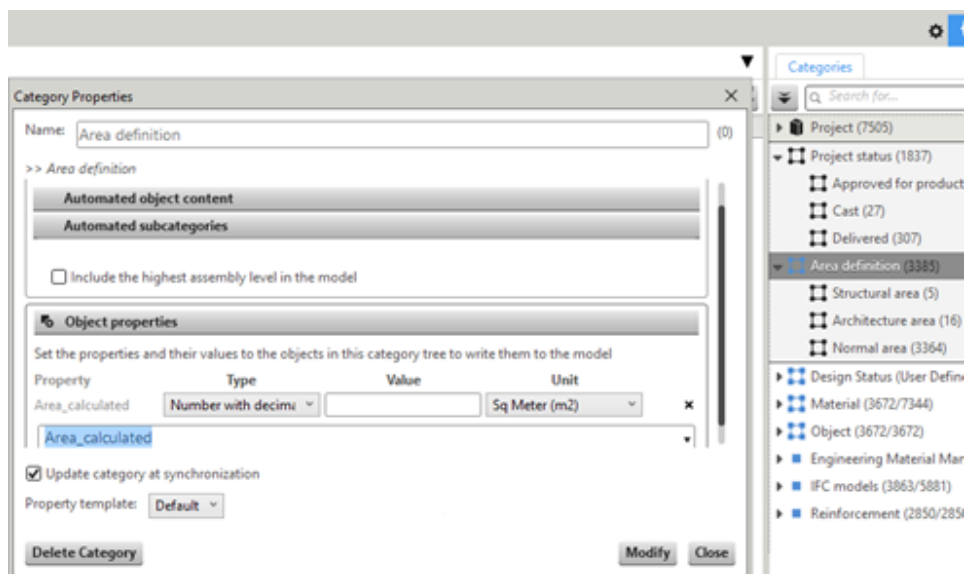 Categories
Category Properties
Search for...
Name: Area definition (0)
>> Area definition
Automated object content
Automated subcategories
Include the highest assembly level in the model
Object properties
Set the properties and their values to the objects in this category tree to write them to the model
Property Type Value Unit
Area_calculated Number with decima Sq Meter (m2)
Area_calculated
Update category at synchronization
Property template: Default
Delete Category Modify Close
Project (7505)
Project status (1837)
Approved for product
Cast (27)
Delivered (307)
Area definition (3385)
Structural area (5)
Architecture area (16)
Normal area (3364)
Design Status (User Define
Material (3672/7344)
Object (3672/3672)
Engineering Material Man
IFC models (3863/5881)
Reinforcement (2850/2850